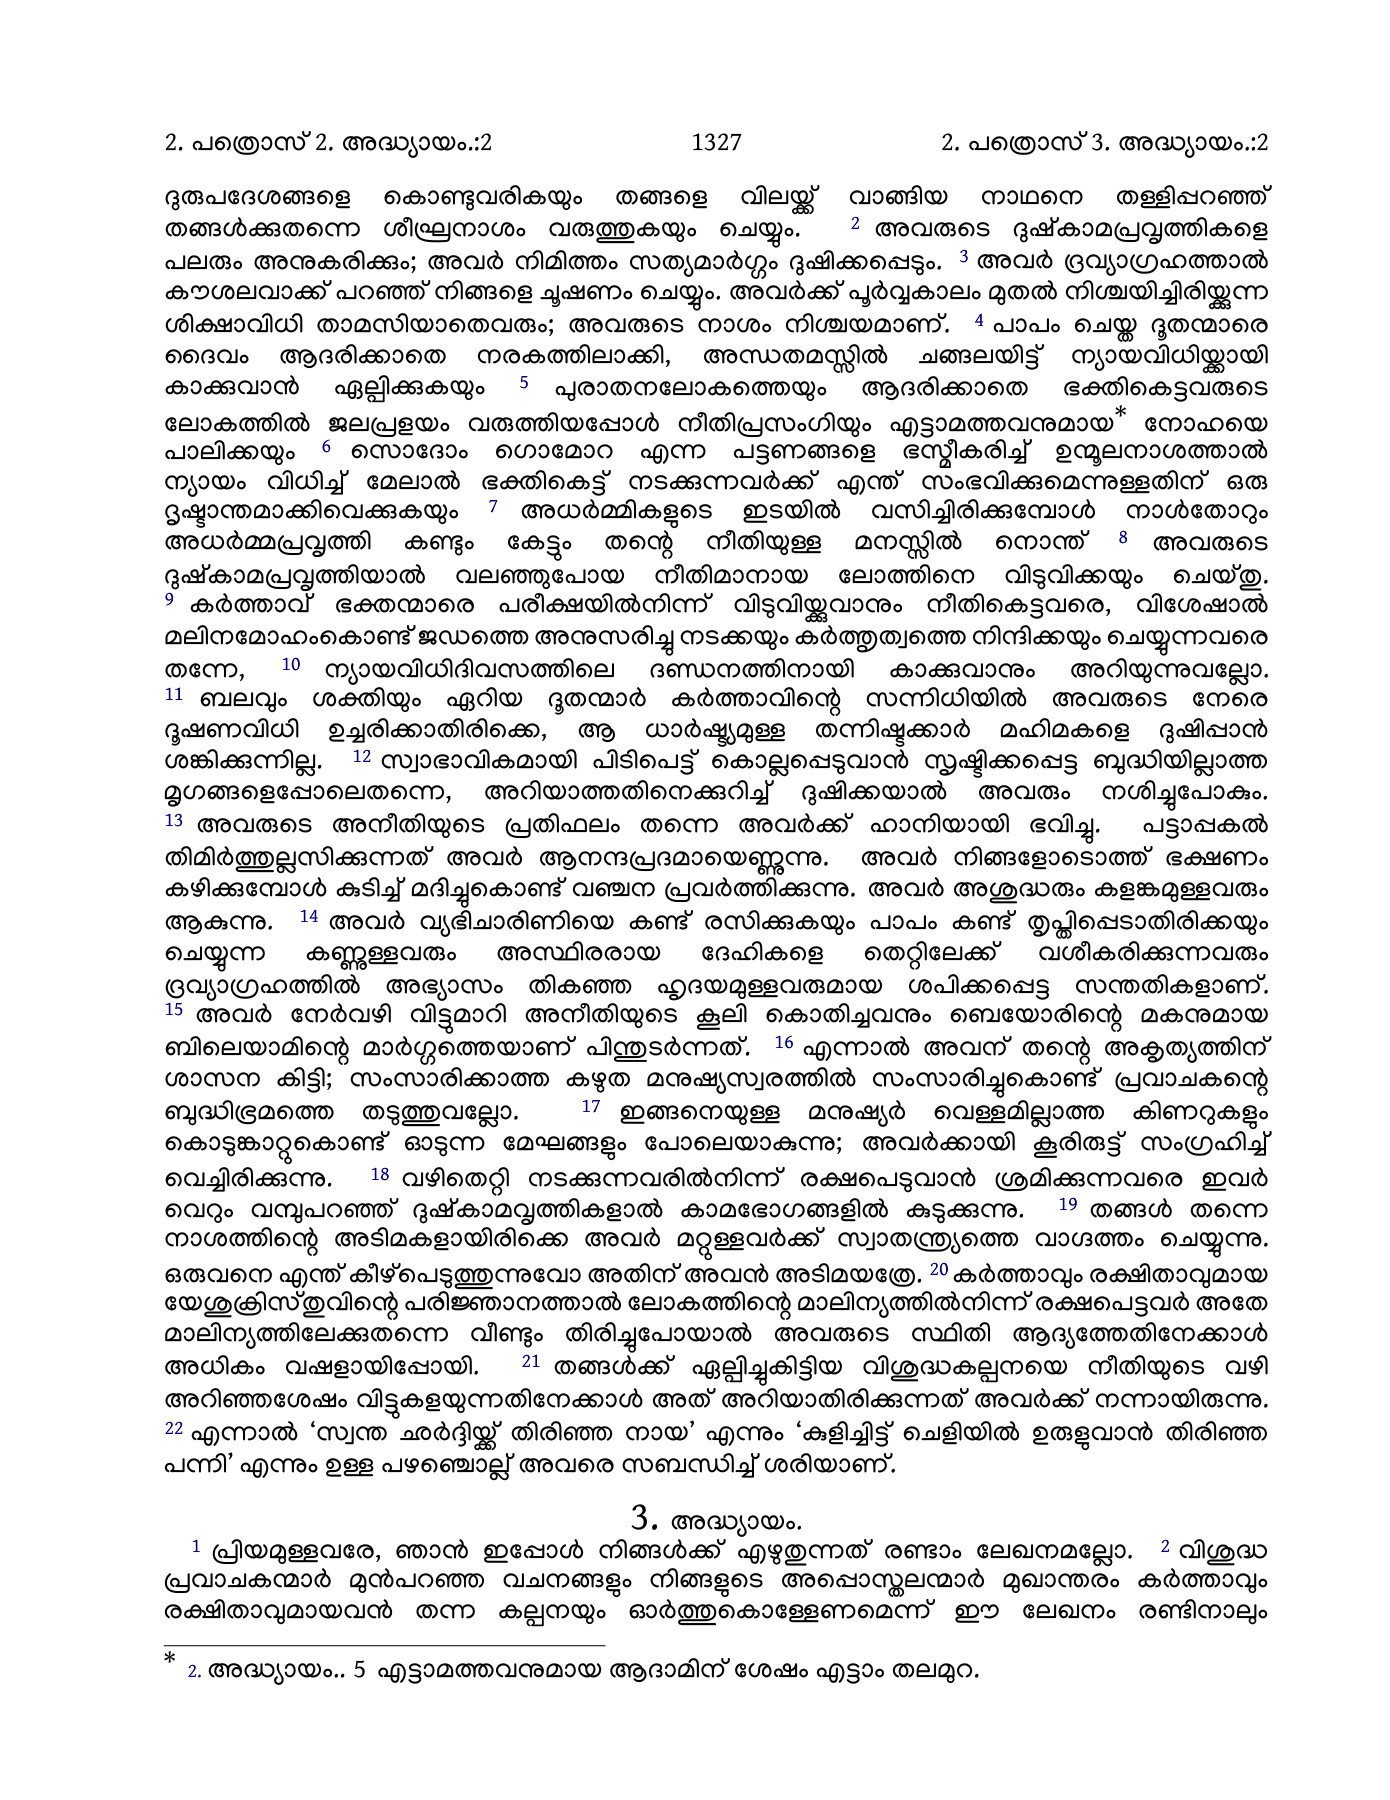 2. പത്രൊസ് 2. അദ്ധ്യായം.:2 1327 2. പത്രൊസ് 3. അദ്ധ്യായം.:2
ദുരുപദേശങ്ങളെ കൊണ്ടുവരികയും തങ്ങളെ വിലയ്ക്ക് വാങ്ങിയ നാഥനെ തള്ളിപ്പറഞ്ഞ്
തങ്ങൾക്കുതന്നെ ശീഘ്രനാശം വരുത്തുകയും ചെയ്യും. 2 അവരുടെ ദുഷ്കാമപ്രവൃത്തികളെ
പലരും അനുകരിക്കും; അവർ നിമിത്തം സത്യമാർഗ്ഗം ദുഷിക്കപ്പെടും. 3 അവർ ദ്രവ്യാഗ്രഹത്താൽ
കൗശലവാക്ക് പറഞ്ഞ് നിങ്ങളെ ചൂഷണം ചെയ്യും. അവർക്ക് പൂർവ്വകാലം മുതൽ നിശ്ചയിച്ചിരിയ്ക്കുന്ന
ശിക്ഷാവിധി താമസിയാതെവരും; അവരുടെ നാശം നിശ്ചയമാണ്. 4 പാപം ചെയ്ത ദൂതന്മാരെ
ദൈവം ആദരിക്കാതെ നരകത്തിലാക്കി, അന്ധതമസ്സിൽ ചങ്ങലയിട്ട് ന്യായവിധിയ്ക്കായി
കാക്കുവാൻ ഏല്പിക്കുകയും 5 പുരാതനലോകത്തെയും ആദരിക്കാതെ ഭക്തികെട്ടവരുടെ
ലോകത്തിൽ ജലപ്രളയം വരുത്തിയപ്പോൾ നീതിപ്രസംഗിയും എട്ടാമത്തവനുമായ* നോഹയെ
പാലിക്കയും 6 സൊദോം ഗൊമോറ എന്ന പട്ടണങ്ങളെ ഭസ്മീകരിച്ച് ഉന്മൂലനാശത്താൽ
ന്യായം വിധിച്ച് മേലാൽ ഭക്തികെട്ട് നടക്കുന്നവർക്ക് എന്ത് സംഭവിക്കുമെന്നുള്ളതിന് ഒരു
ദൃഷ്ടാന്തമാക്കിവെക്കുകയും 7 അധർമ്മികളുടെ ഇടയിൽ വസിച്ചിരിക്കുമ്പോൾ നാൾതോറും
അധർമ്മപ്രവൃത്തി കണ്ടും കേട്ടും തന്റെ നീതിയുള്ള മനസ്സിൽ നൊന്ത് 8 അവരുടെ
ദുഷ്കാമപ്രവൃത്തിയാൽ വലഞ്ഞുപോയ നീതിമാനായ ലോത്തിനെ വിടുവിക്കയും ചെയ്തു.
9 കർത്താവ് ഭക്തന്മാരെ പരീക്ഷയിൽനിന്ന് വിടുവിയ്ക്കുവാനും നീതികെട്ടവരെ, വിശേഷാൽ
മലിനമോഹംകൊണ്ട് ജഡത്തെ അനുസരിച്ചു നടക്കയും കർത്തൃത്വത്തെ നിന്ദിക്കയും ചെയ്യുന്നവരെ
തന്നേ, 10 ന്യായവിധിദിവസത്തിലെ ദണ്ഡനത്തിനായി കാക്കുവാനും അറിയുന്നുവല്ലോ.
11 ബലവും ശക്തിയും ഏറിയ ദൂതന്മാർ കർത്താവിന്റെ സന്നിധിയിൽ അവരുടെ നേരെ
ദൂഷണവിധി ഉച്ചരിക്കാതിരിക്കെ, ആ ധാർഷ്ട്യമുള്ള തന്നിഷ്ടക്കാർ മഹിമകളെ ദുഷിപ്പാൻ
ശങ്കിക്കുന്നില്ല. 12 സ്വാഭാവികമായി പിടിപെട്ട് കൊല്ലപ്പെടുവാൻ സൃഷ്ടിക്കപ്പെട്ട ബുദ്ധിയില്ലാത്ത
മൃഗങ്ങളെപ്പോലെതന്നെ, അറിയാത്തതിനെക്കുറിച്ച് ദുഷിക്കയാൽ അവരും നശിച്ചുപോകും.
13 അവരുടെ അനീതിയുടെ പ്രതിഫലം തന്നെ അവർക്ക് ഹാനിയായി ഭവിച്ചു. പട്ടാപ്പകൽ
തിമിർത്തുല്ലസിക്കുന്നത് അവർ ആനന്ദപ്രദമായെണ്ണുന്നു. അവർ നിങ്ങളോടൊത്ത് ഭക്ഷണം
കഴിക്കുമ്പോൾ കുടിച്ച് മദിച്ചുകൊണ്ട് വഞ്ചന പ്രവർത്തിക്കുന്നു. അവർ അശുദ്ധരും കളങ്കമുള്ളവരും
ആകുന്നു. 14 അവർ വ്യഭിചാരിണിയെ കണ്ട് രസിക്കുകയും പാപം കണ്ട് തൃപ്തിപ്പെടാതിരിക്കയും
ചെയ്യുന്ന കണ്ണുള്ളവരും അസ്ഥിരരായ ദേഹികളെ തെറ്റിലേക്ക് വശീകരിക്കുന്നവരും
ദ്രവ്യാഗ്രഹത്തിൽ അഭ്യാസം തികഞ്ഞ ഹൃദയമുള്ളവരുമായ ശപിക്കപ്പെട്ട സന്തതികളാണ്.
15 അവർ നേർവഴി വിട്ടുമാറി അനീതിയുടെ കൂലി കൊതിച്ചവനും ബെയോരിന്റെ മകനുമായ
ബിലെയാമിന്റെ മാർഗ്ഗത്തെയാണ് പിന്തുടർന്നത്. 16 എന്നാൽ അവന് തന്റെ അകൃത്യത്തിന്
ശാസന കിട്ടി; സംസാരിക്കാത്ത കഴുത മനുഷ്യസ്വരത്തിൽ സംസാരിച്ചുകൊണ്ട് പ്രവാചകന്റെ
ബുദ്ധിഭ്രമത്തെ തടുത്തുവല്ലോ. 17 ഇങ്ങനെയുള്ള മനുഷ്യർ വെള്ളമില്ലാത്ത കിണറുകളും
കൊടുങ്കാറ്റുകൊണ്ട് ഓടുന്ന മേഘങ്ങളും പോലെയാകുന്നു; അവർക്കായി കൂരിരുട്ട് സംഗ്രഹിച്ച്
വെച്ചിരിക്കുന്നു. 18 വഴിതെറ്റി നടക്കുന്നവരിൽനിന്ന് രക്ഷപെടുവാൻ ശ്രമിക്കുന്നവരെ ഇവർ
വെറും വമ്പുപറഞ്ഞ് ദുഷ്കാമവൃത്തികളാൽ കാമഭോഗങ്ങളിൽ കുടുക്കുന്നു. 19 തങ്ങൾ തന്നെ
നാശത്തിന്റെ അടിമകളായിരിക്കെ അവർ മറ്റുള്ളവർക്ക് സ്വാതന്ത്ര്യത്തെ വാഗ്ദത്തം ചെയ്യുന്നു.
ഒരുവനെ എന്ത് കീഴ്പെടുത്തുന്നുവോ അതിന് അവൻ അടിമയത്രേ. 20 കർത്താവും രക്ഷിതാവുമായ
യേശുക്രിസ്തുവിന്റെ പരിജ്ഞാനത്താൽ ലോകത്തിന്റെ മാലിന്യത്തിൽനിന്ന് രക്ഷപെട്ടവർ അതേ
മാലിന്യത്തിലേക്കുതന്നെ വീണ്ടും തിരിച്ചുപോയാൽ അവരുടെ സ്ഥിതി ആദ്യത്തേതിനേക്കാൾ
അധികം വഷളായിപ്പോയി. 21 തങ്ങൾക്ക് ഏല്പിച്ചുകിട്ടിയ വിശുദ്ധകല്പനയെ നീതിയുടെ വഴി
അറിഞ്ഞശേഷം വിട്ടുകളയുന്നതിനേക്കാൾ അത് അറിയാതിരിക്കുന്നത് അവർക്ക് നന്നായിരുന്നു.
22 എന്നാൽ ‘സ്വന്ത ഛർദ്ദിയ്ക്ക് തിരിഞ്ഞ നായ’ എന്നും ‘കുളിച്ചിട്ട് ചെളിയിൽ ഉരുളുവാൻ തിരിഞ്ഞ
പന്നി’ എന്നും ഉള്ള പഴഞ്ചൊല്ല് അവരെ സബന്ധിച്ച് ശരിയാണ്.
3. അദ്ധ്യായം.
1 പ്രിയമുള്ളവരേ, ഞാൻ ഇപ്പോൾ നിങ്ങൾക്ക് എഴുതുന്നത് രണ്ടാം ലേഖനമല്ലോ. 2 വിശുദ്ധ
പ്രവാചകന്മാർ മുൻപറഞ്ഞ വചനങ്ങളും നിങ്ങളുടെ അപ്പൊസ്തലന്മാർ മുഖാന്തരം കർത്താവും
രക്ഷിതാവുമായവൻ തന്ന കല്പനയും ഓർത്തുകൊള്ളേണമെന്ന് ഈ ലേഖനം രണ്ടിനാലും
* 2. അദ്ധ്യായം.. 5 എട്ടാമത്തവനുമായ ആദാമിന് ശേഷം എട്ടാം തലമുറ.